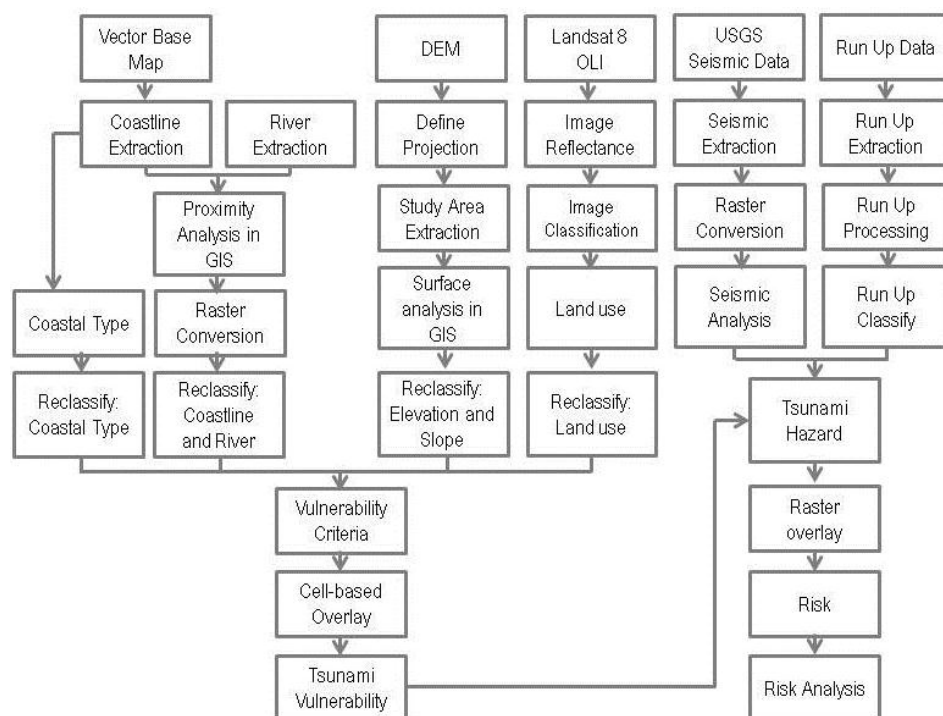 Vector Base
Map
DEM
Landsat 8
OLI
USGS
Seismic Data
Run Up Data
Coastline
Extraction
River
Extraction
Define
Projection
Image
Reflectance
Seismic
Extraction
Run Up
Extraction
Proximity
Analysis in
GIS
Study Area
Extraction
Image
Classification
Raster
Conversion
Run Up
Processing
Coastal Type
Raster
Conversion
Surface
analysis in
GIS
Land use
Seismic
Analysis
Run Up
Classify
Reclassify:
Coastal Type
Reclassify:
Coastline
and River
Reclassify:
Elevation and
Slope
Reclassify:
Land use
Tsunami
Hazard
Vulnerability
Criteria
Raster
overlay
Cell-based
Overlay
Risk
Tsunami
Vulnerability
Risk Analysis